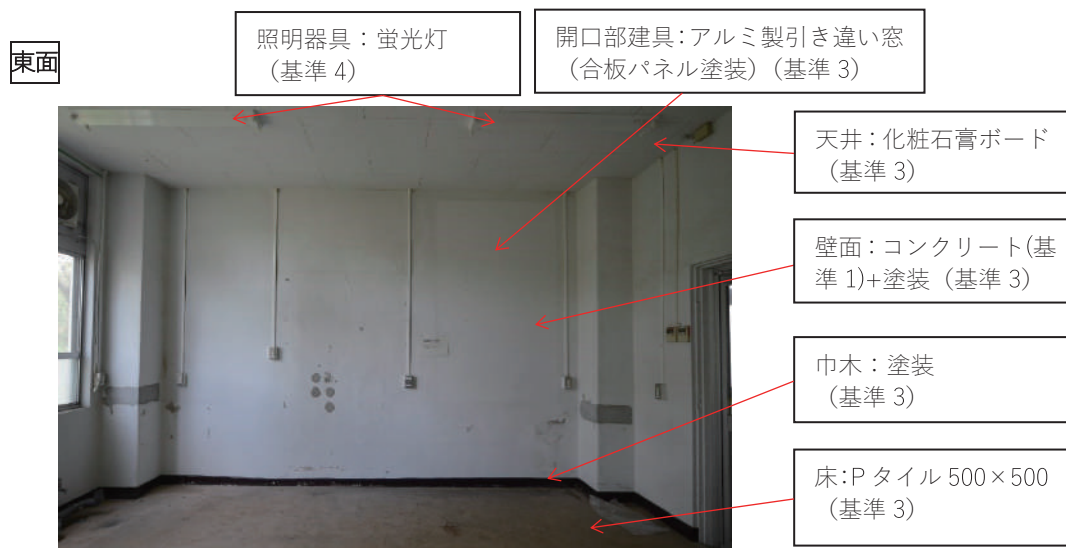 東面
照明器具：蛍光灯
（基準 4）
開口部建具：アルミ製引き違い窓
（合板パネル塗装）（基準 3）
天井：化粧石膏ボード
（基準 3）
壁面：コンクリート(基
準 1)+塗装（基準 3）
巾木：塗装
（基準 3）
床：P タイル 500×500
（基準 3）